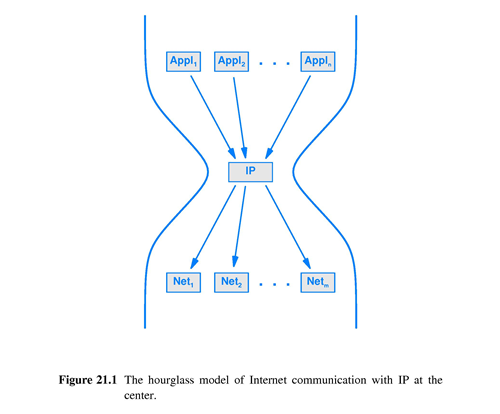 Appl1 Appl2 . . . Appln
IP
Net1 Net2 . . . Netm
Figure 21.1 The hourglass model of Internet communication with IP at the
center.